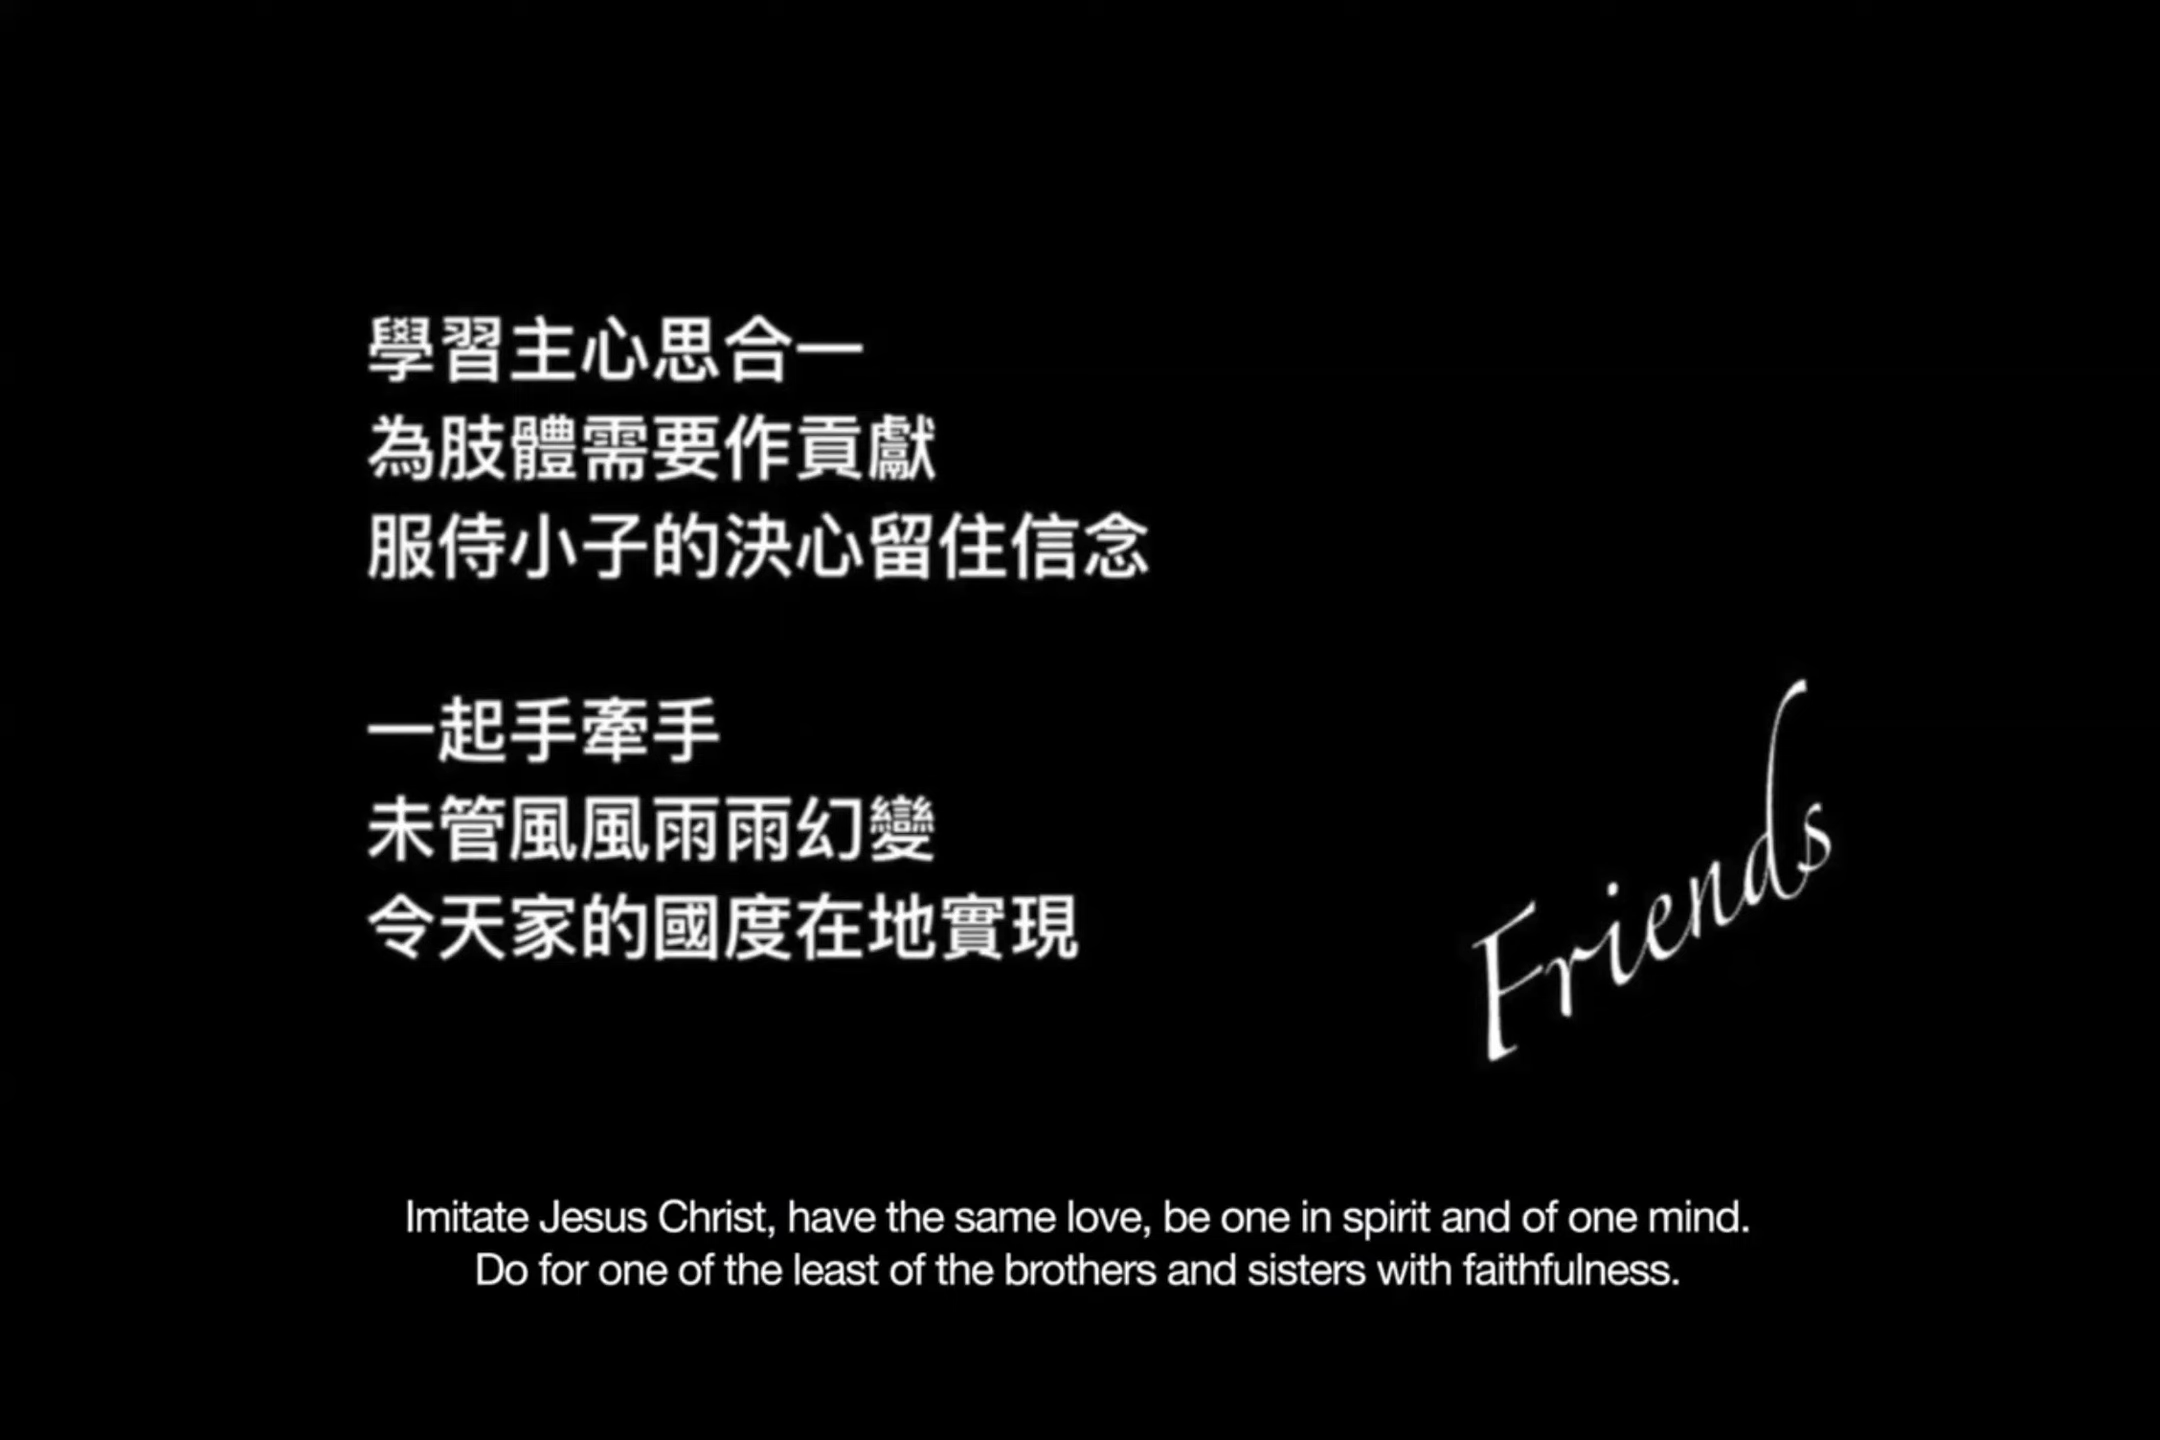 學習主心思合一
為肢體需要作貢獻
服侍小子的決心留住信念
一起手牽手
未管風風雨雨幻變
令天家的國度在地實現
Friends
Imitate Jesus Christ, have the same love, be one in spirit and of one mind.
Do for one of the least of the brothers and sisters with faithfulness.